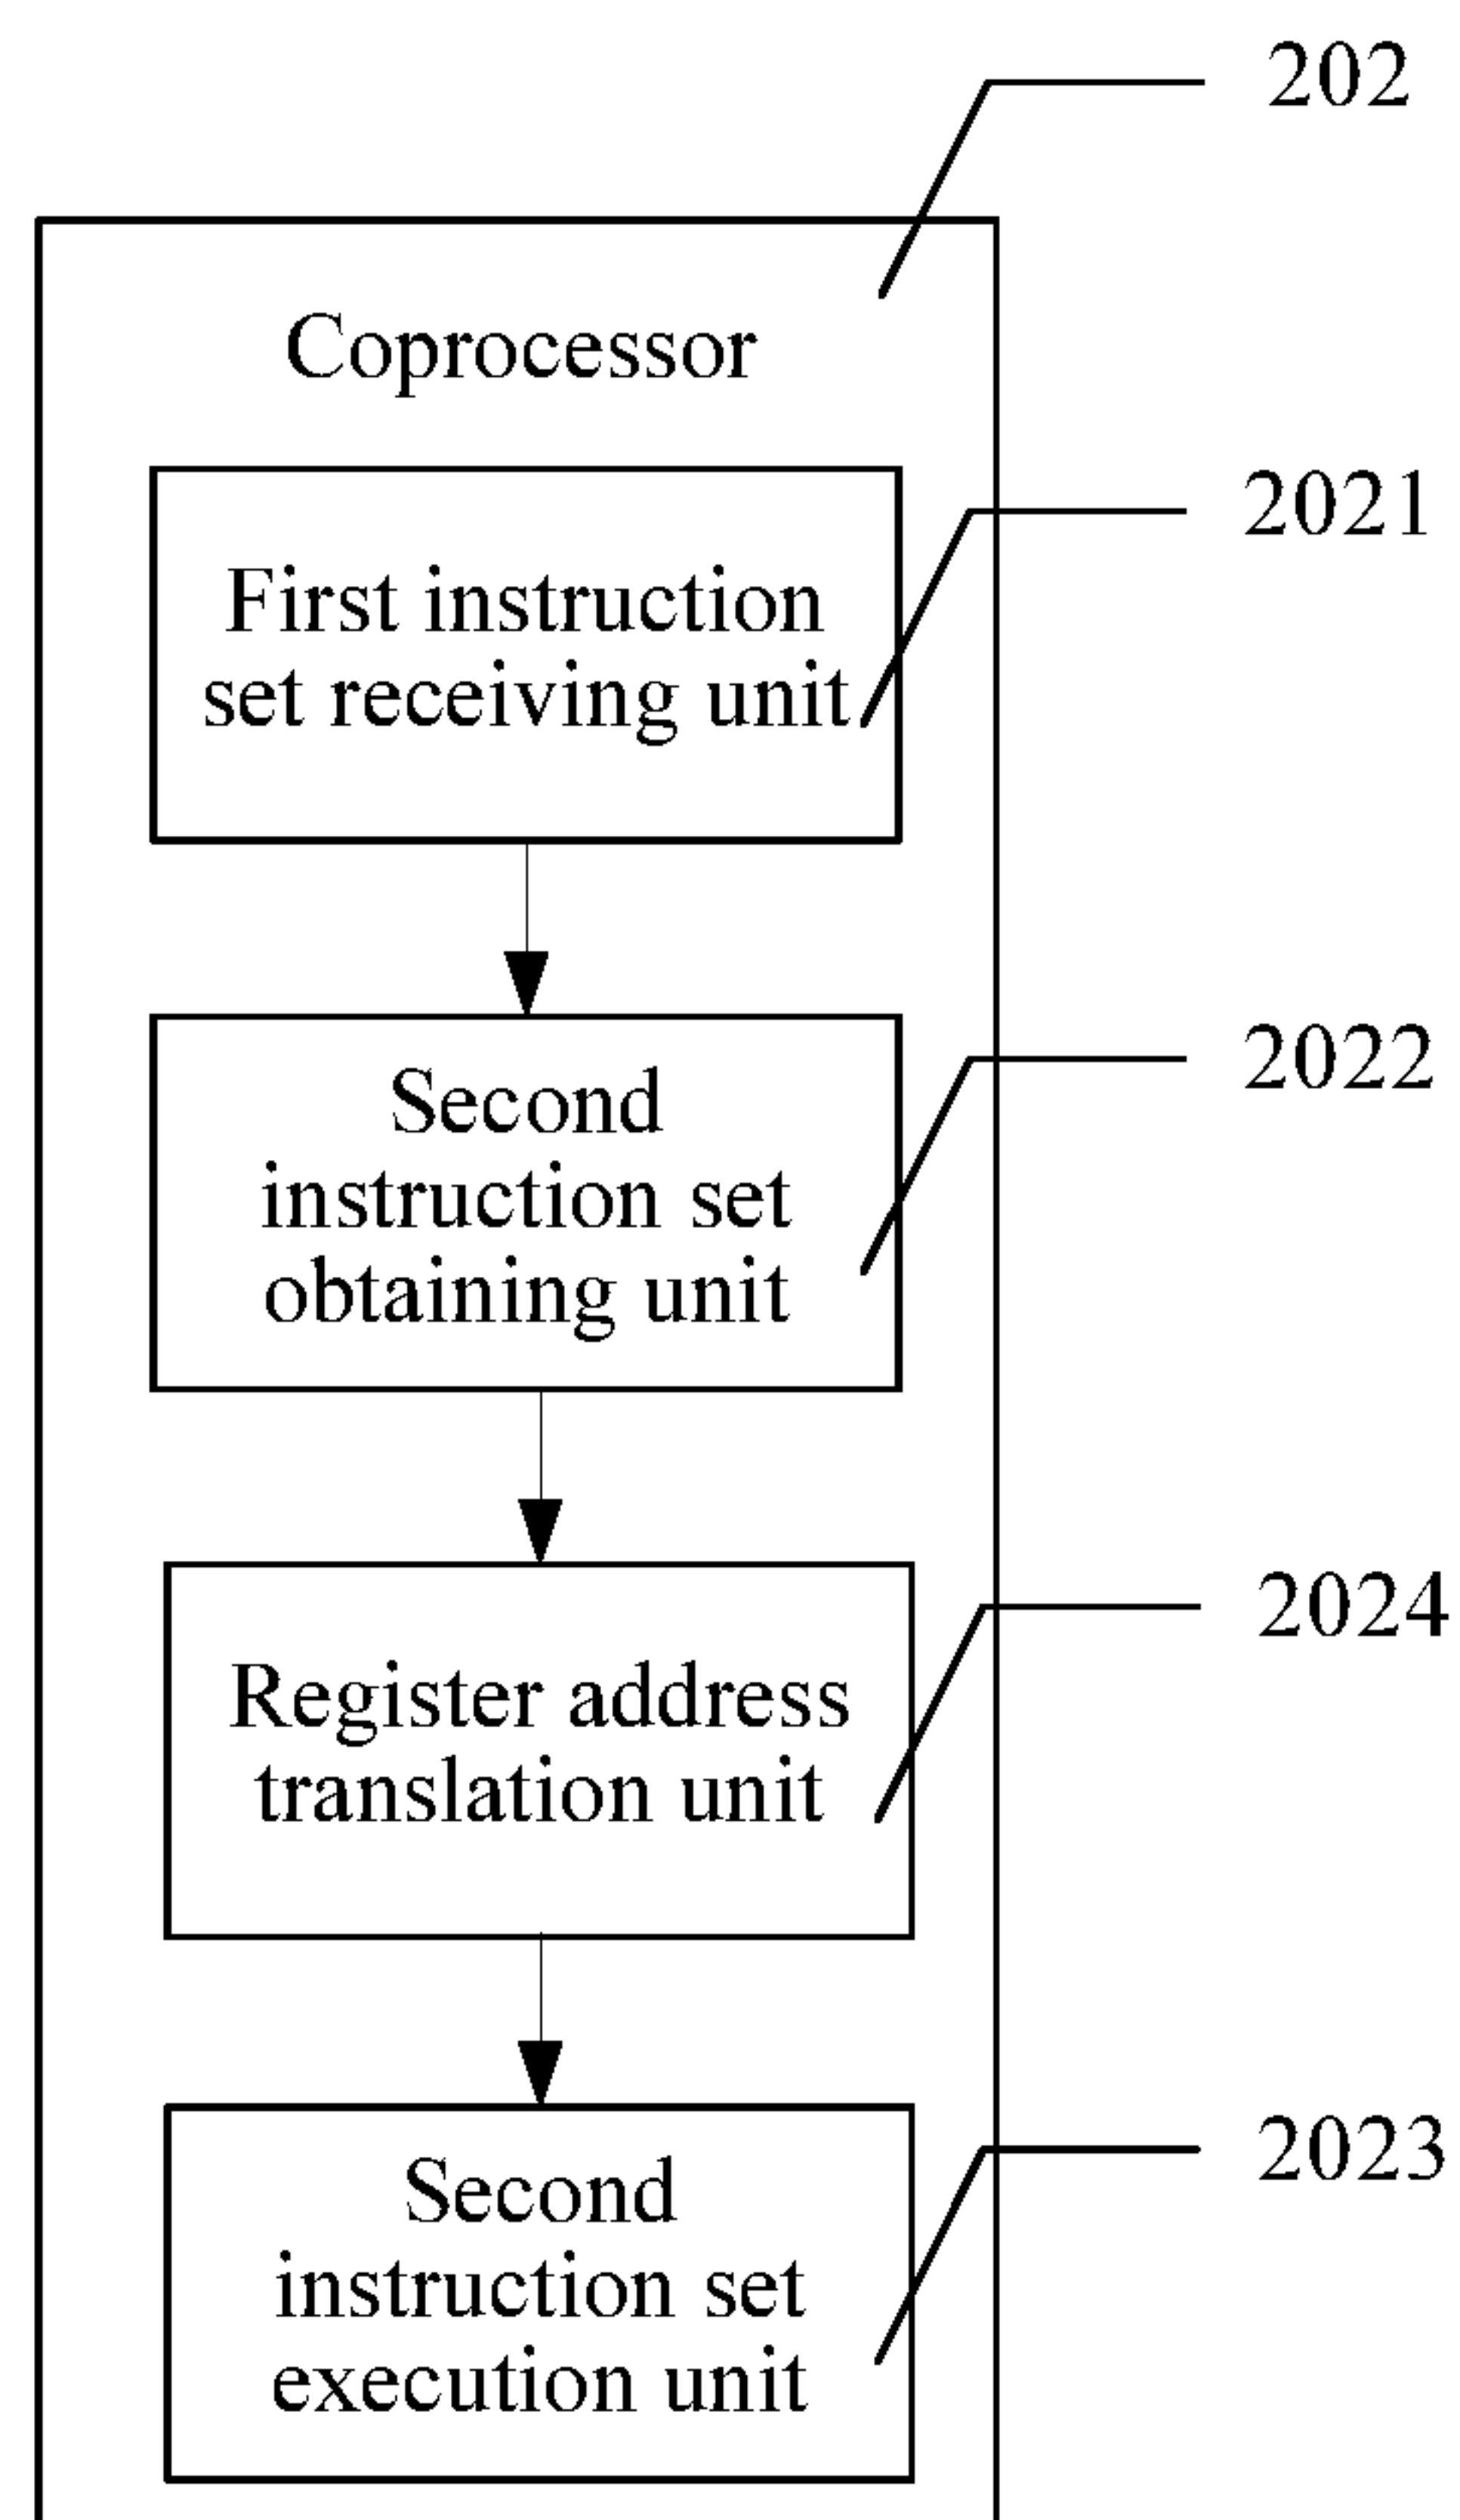 202
Coprocessor
2021
First instruction
set receiving unit
2022
Second
instruction set
obtaining unit
2024
Register address
translation unit
2023
Second
instruction set
execution unit